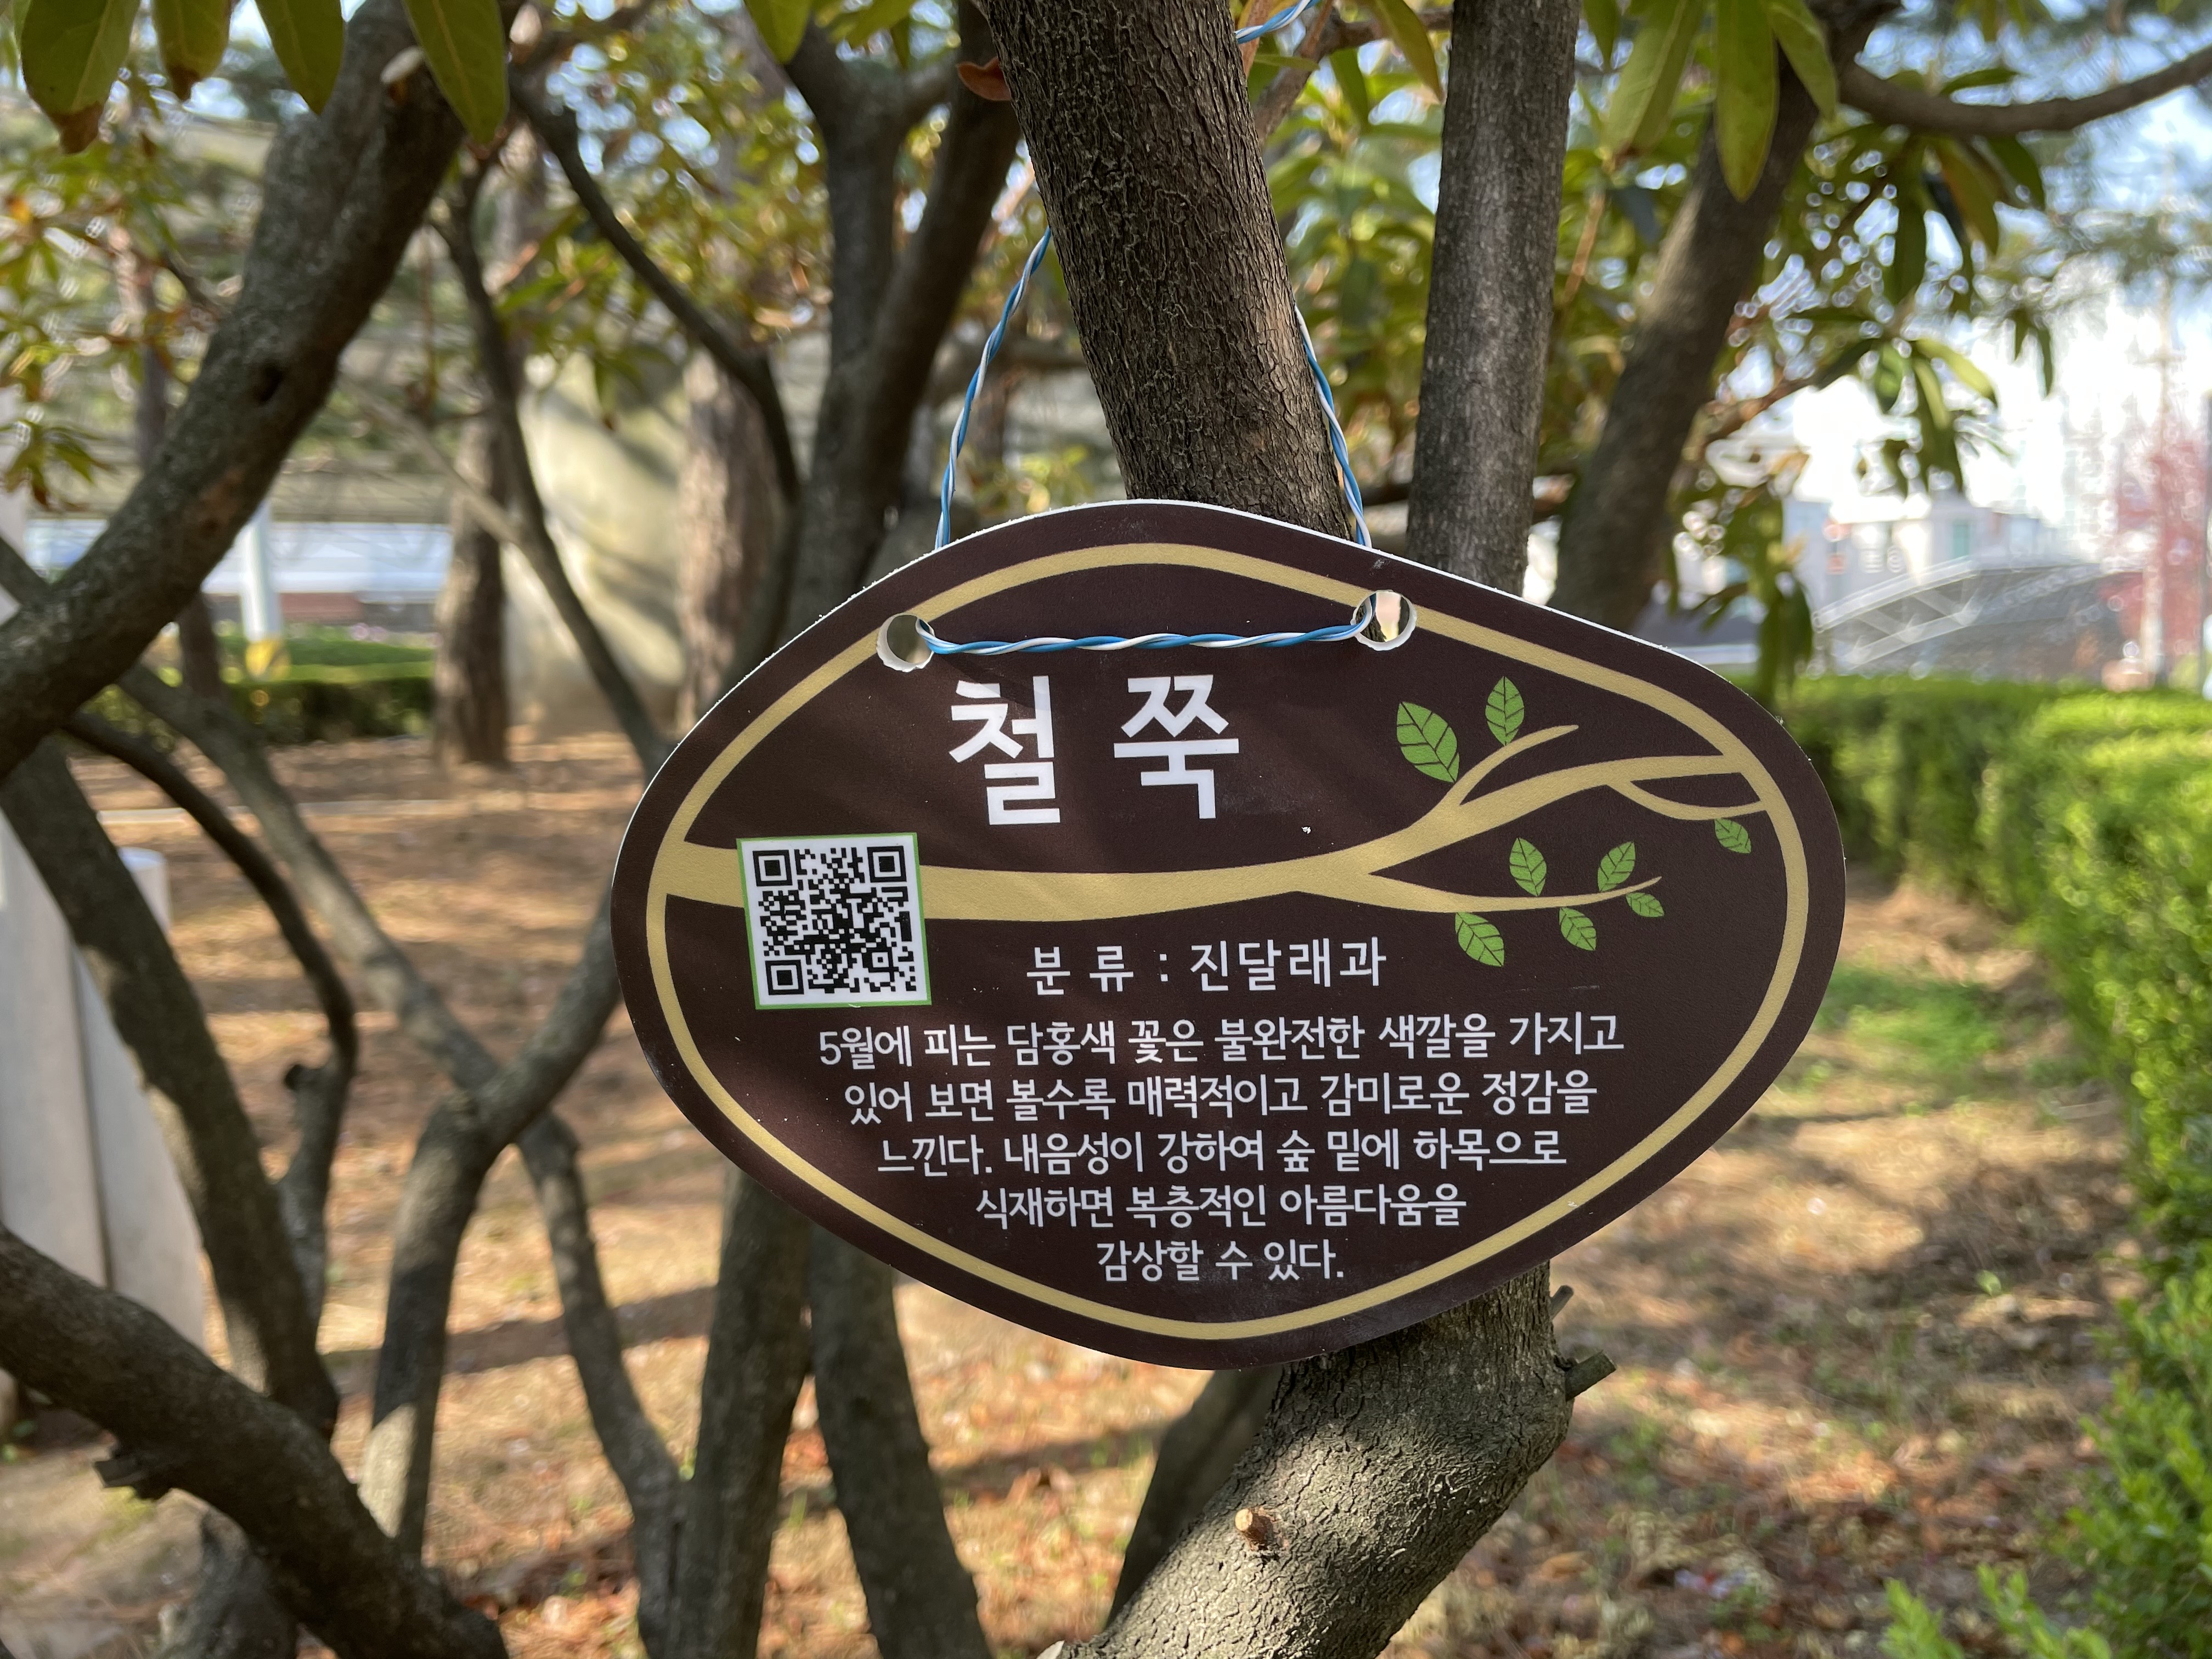 철 쭉
분 류 : 진달래과
5월에 피는 담홍색 꽃은 불완전한 색깔을 가지고
있어 보면 볼수록 매력적이고 감미로운 정감을
느낀다. 내음성이 강하여 숲 밑에 하목으로
식재하면 복층적인 아름다움을
감상할 수 있다.